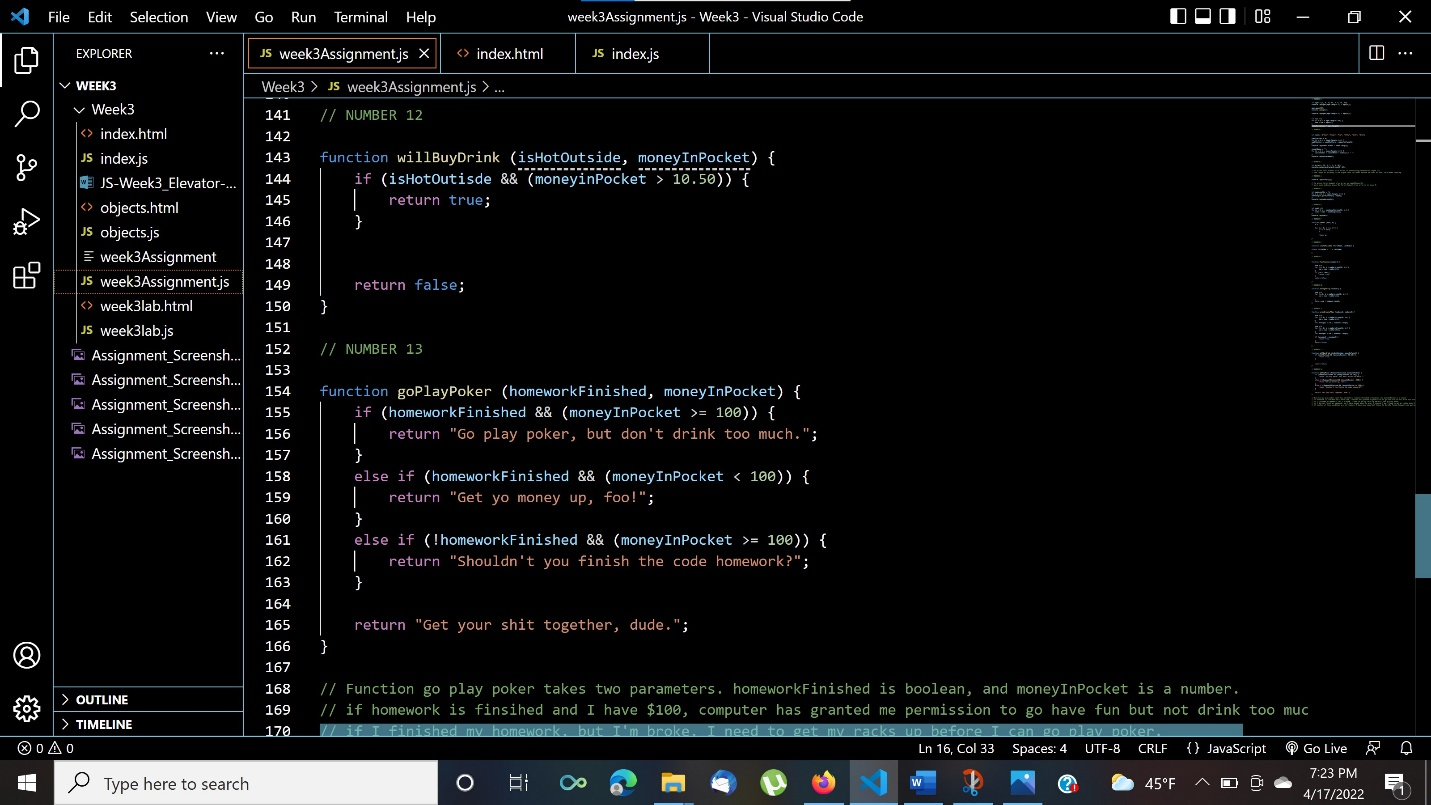 File Edit Selection View Go Run Terminal Help
week3Assignment.js - Week3 - Visual Studio Code
EXPLORER
JS week3Assignment.js
<> index.html
JS index.js
WEEK3
Week3 > JS week3Assignment.js > ...
Week3
<> index.html
JS index.js
JS-Week3_Elevator-...
<> objects.html
JS objects.js
week3Assignment
JS week3Assignment.js
<> week3lab.html
JS week3lab.js
Assignment_Screensh...
Assignment_Screensh...
Assignment_Screensh...
Assignment_Screensh...
Assignment_Screensh...
OUTLINE
TIMELINE
141 // NUMBER 12
142
143 function willBuyDrink (isHotOutside, moneyInPocket) {
144 if (isHotOutisde && (moneyinPocket > 10.50)) {
145 return true;
146 }
147
148
149 return false;
150 }
151
152 // NUMBER 13
153
154 function goPlayPoker (homeworkFinished, moneyInPocket) {
155 if (homeworkFinished && (moneyInPocket >= 100)) {
156 return "Go play poker, but don't drink too much.";
157 }
158 else if (homeworkFinished && (moneyInPocket < 100)) {
159 return "Get yo money up, foo!";
160 }
161 else if (!homeworkFinished && (moneyInPocket >= 100)) {
162 return "Shouldn't you finish the code homework?";
163 }
164
165 return "Get your shit together, dude.";
166 }
167
168 // Function go play poker takes two parameters. homeworkFinished is boolean, and moneyInPocket is a number.
169 // if homework is finsihed and I have $100, computer has granted me permission to go have fun but not drink too muc
170 // if I finished my homework, but I'm broke, I need to get my racks up before I can go play poker.
0 0
Ln 16, Col 33 Spaces: 4 UTF-8 CRLF {} JavaScript Go Live
Type here to search
45°F
7:23 PM
4/17/2022
1